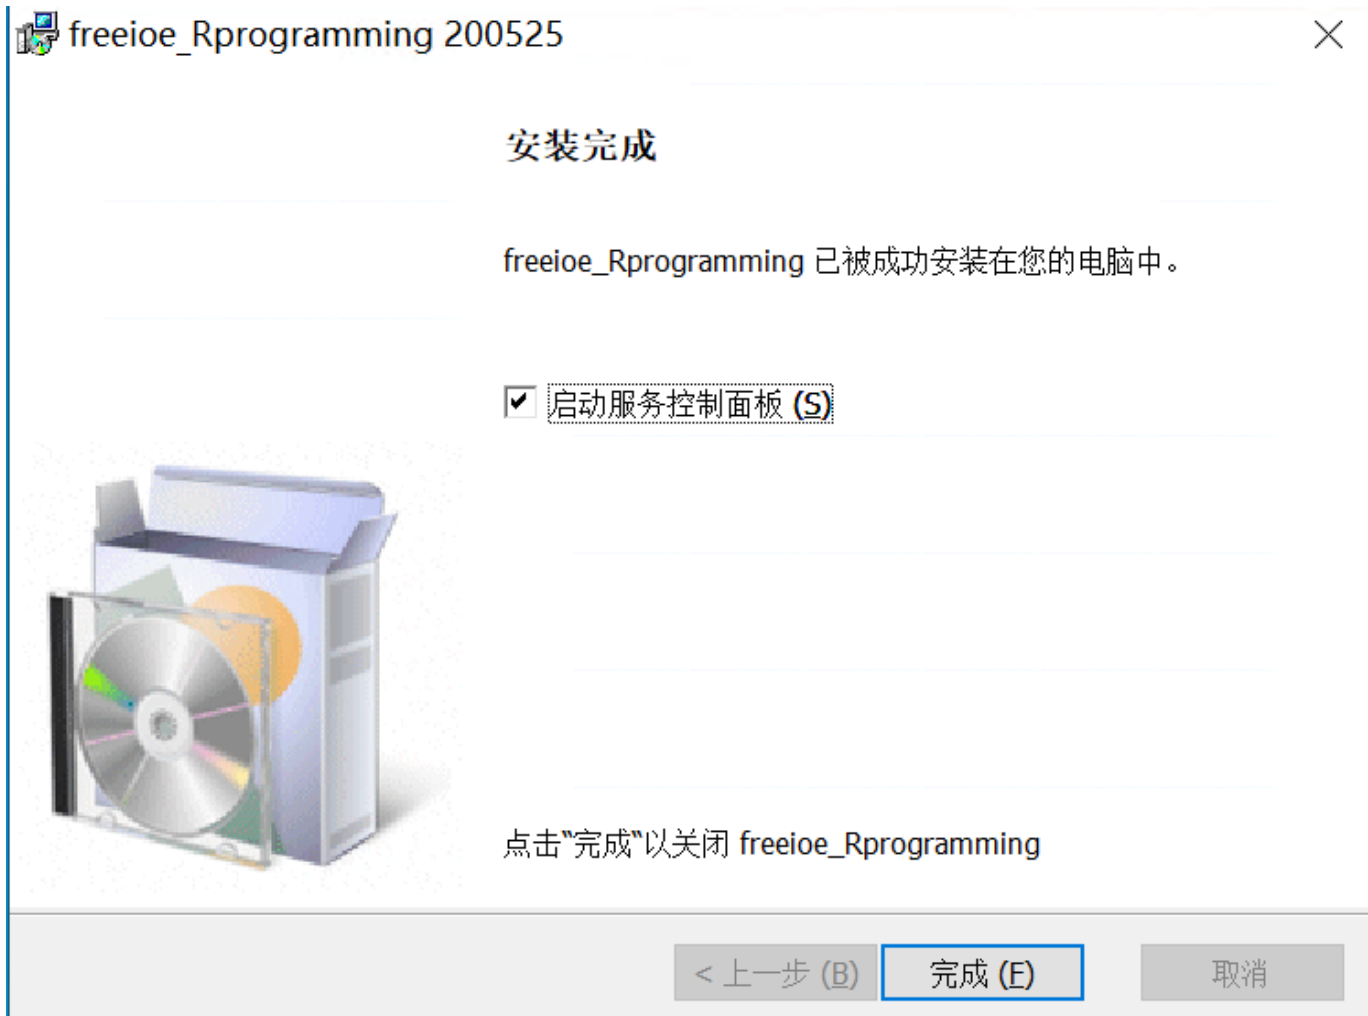 freeioe_Rprogramming 200525
安装完成
freeioe_Rprogramming 已被成功安装在您的电脑中。
启动服务控制面板 (S)
点击“完成“以关闭 freeioe_Rprogramming
< 上一步 (B)
完成 (F)
取消